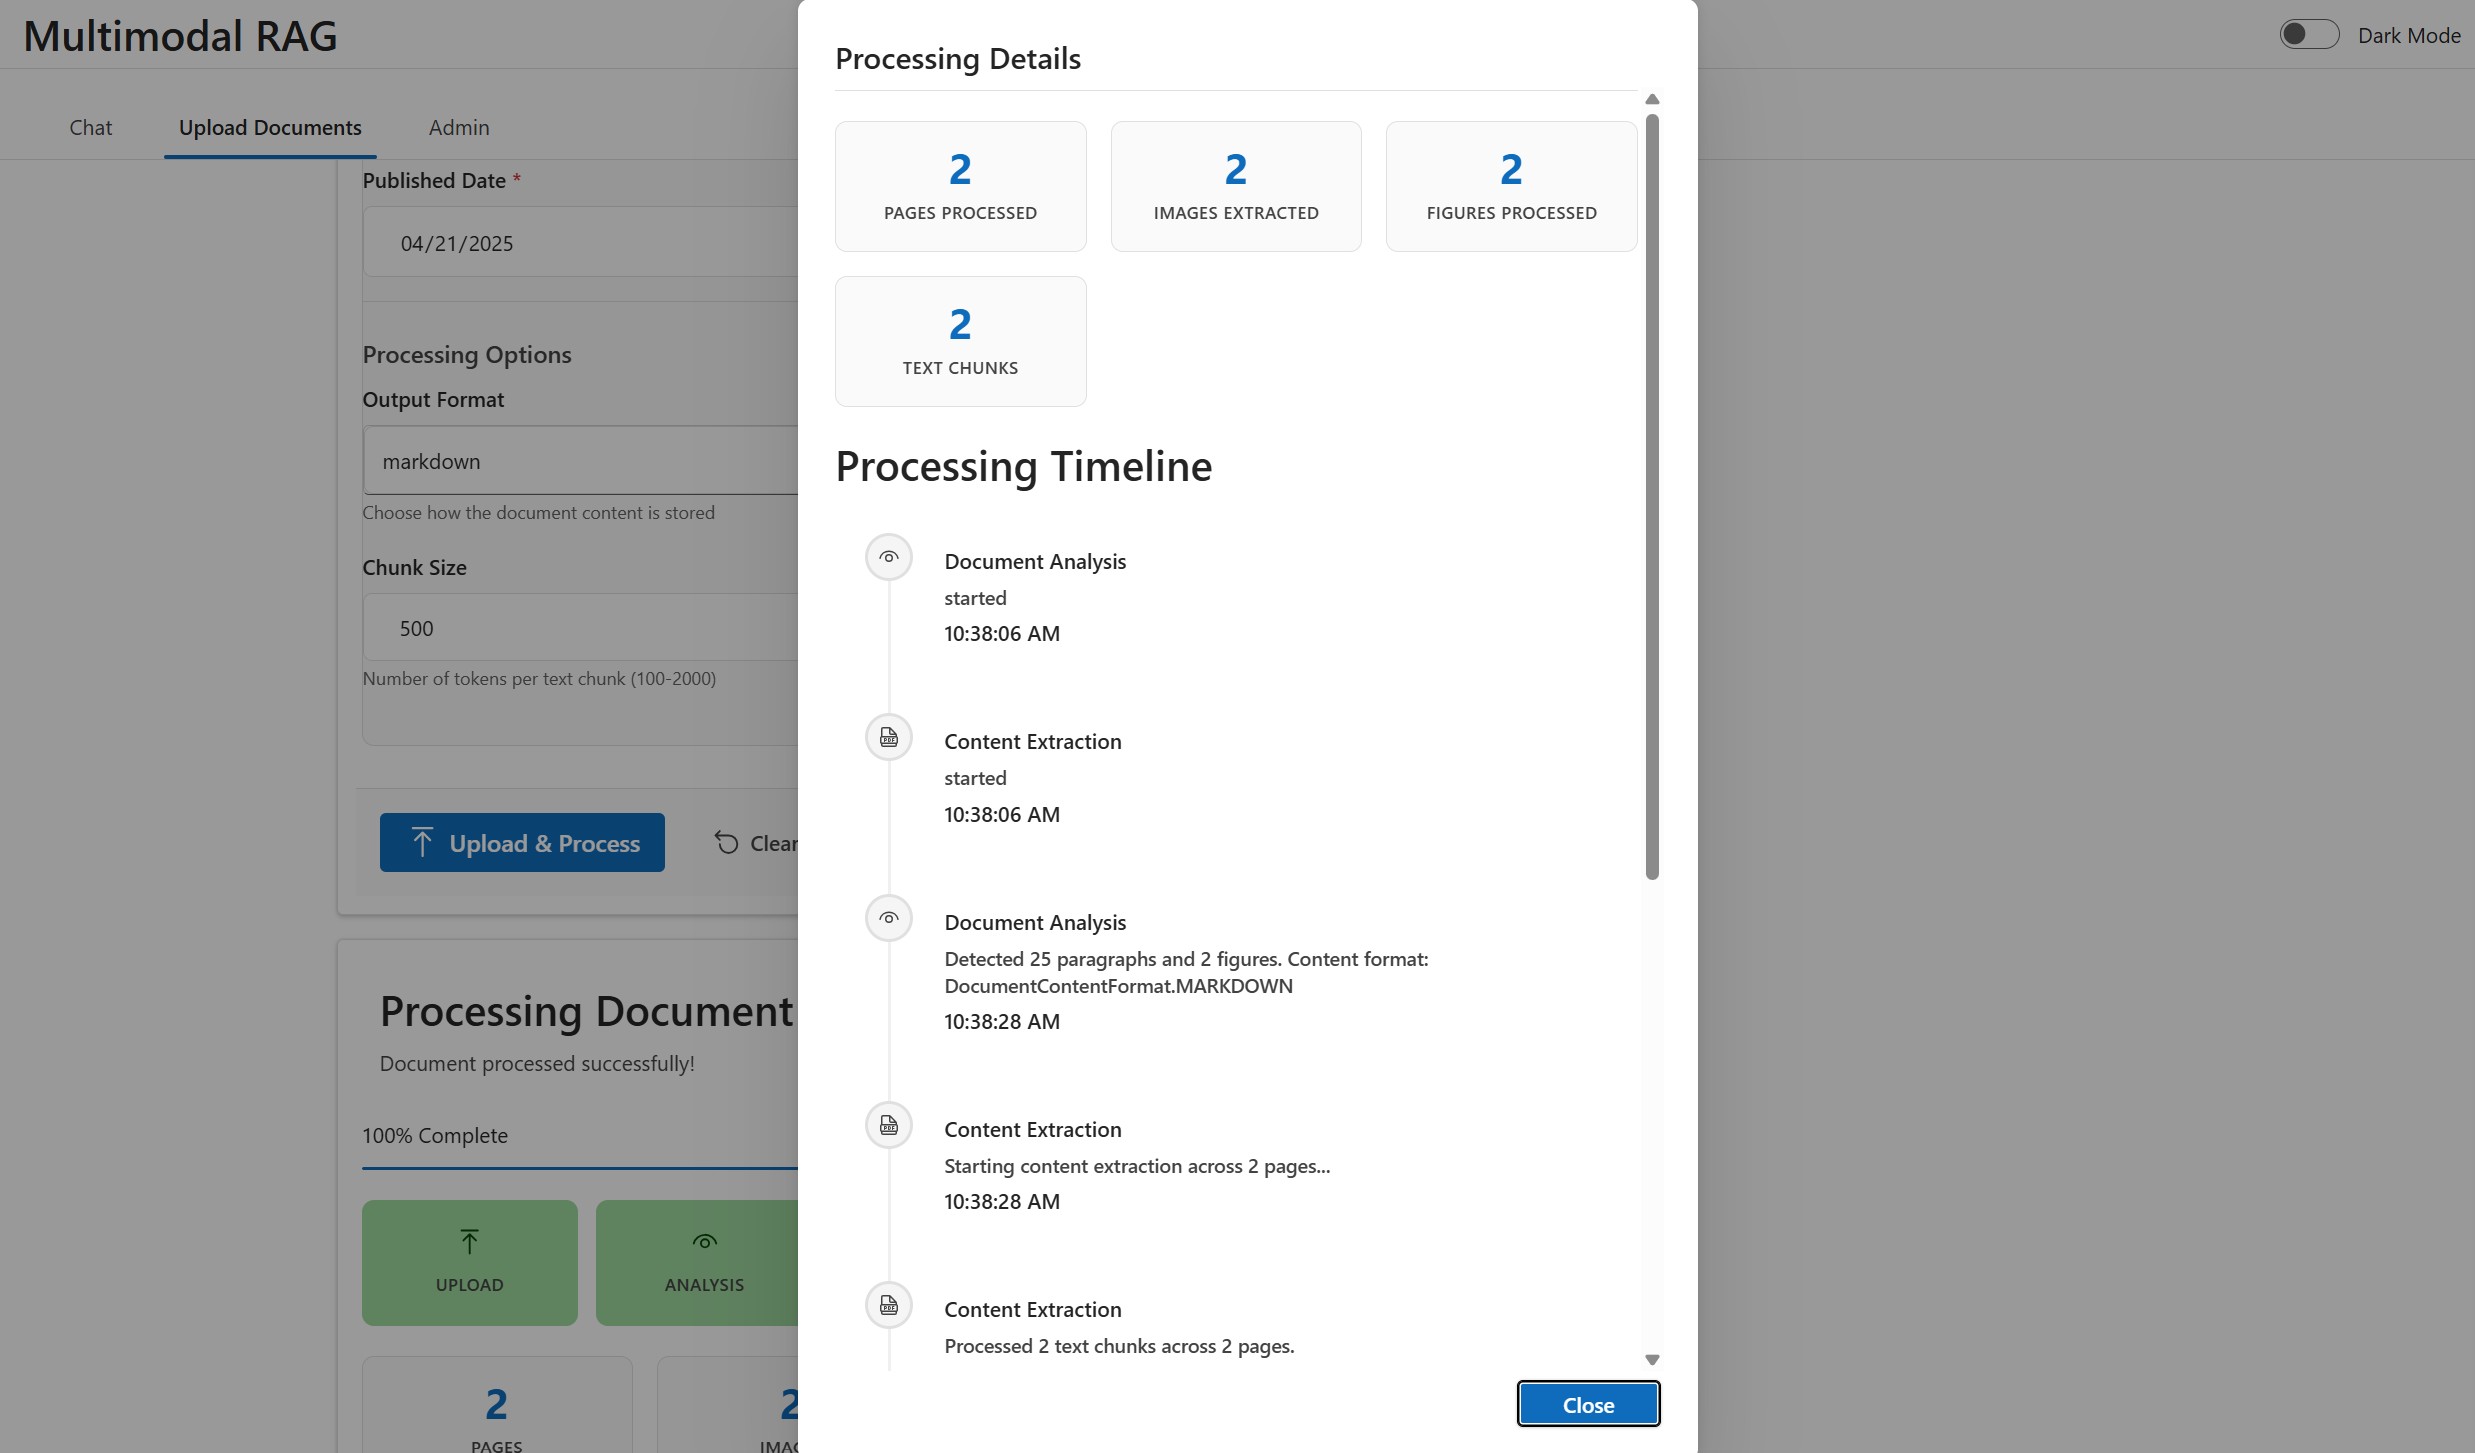 Multimodal RAG
Dark Mode
Chat
Upload Documents
Admin
Published Date *
04/21/2025
Processing Options
Output Format
markdown
Choose how the document content is stored
Chunk Size
500
Number of tokens per text chunk (100-2000)
Upload & Process
Clear
Processing Document
Document processed successfully!
100% Complete
UPLOAD
ANALYSIS
2
PAGES
2
Processing Details
2
PAGES PROCESSED
2
IMAGES EXTRACTED
2
FIGURES PROCESSED
2
TEXT CHUNKS
Processing Timeline
Document Analysis
started
10:38:06 AM
Content Extraction
started
10:38:06 AM
Document Analysis
Detected 25 paragraphs and 2 figures. Content format:
DocumentContentFormat.MARKDOWN
10:38:28 AM
Content Extraction
Starting content extraction across 2 pages...
10:38:28 AM
Content Extraction
Processed 2 text chunks across 2 pages.
Close